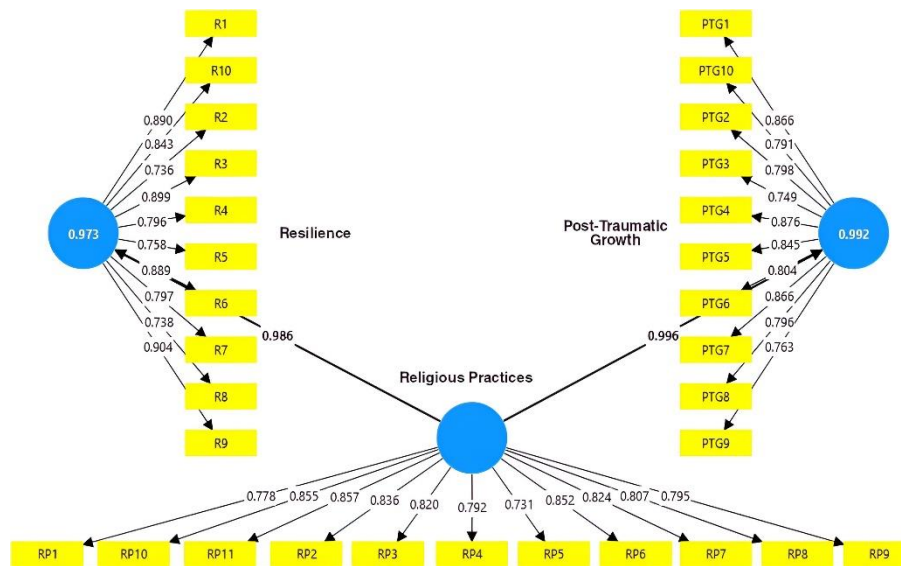 R1
R10
R2
R3
R4
R5
R6
R7
R8
R9
0.890
0.843
0.736
0.899
0.796
0.758
0.889
0.797
0.738
0.904
0.973
Resilience
PTG1
PTG10
PTG2
PTG3
PTG4
PTG5
PTG6
PTG7
PTG8
PTG9
0.866
0.791
0.798
0.749
0.876
0.845
0.804
0.866
0.796
0.763
0.992
Post-Traumatic
Growth
0.986
0.996
Religious Practices
0.778
0.855
0.857
0.836
0.820
0.792
0.731
0.852
0.824
0.807
0.795
RP1
RP10
RP11
RP2
RP3
RP4
RP5
RP6
RP7
RP8
RP9